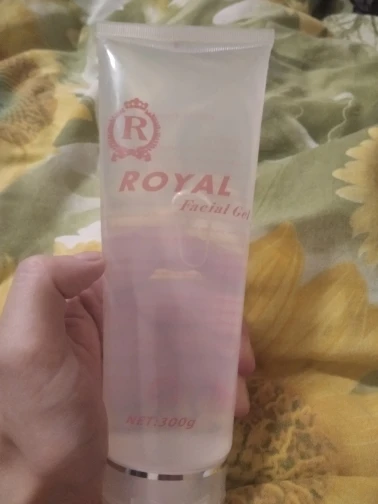 R
ROYAL
Facial Gel
NET:300g